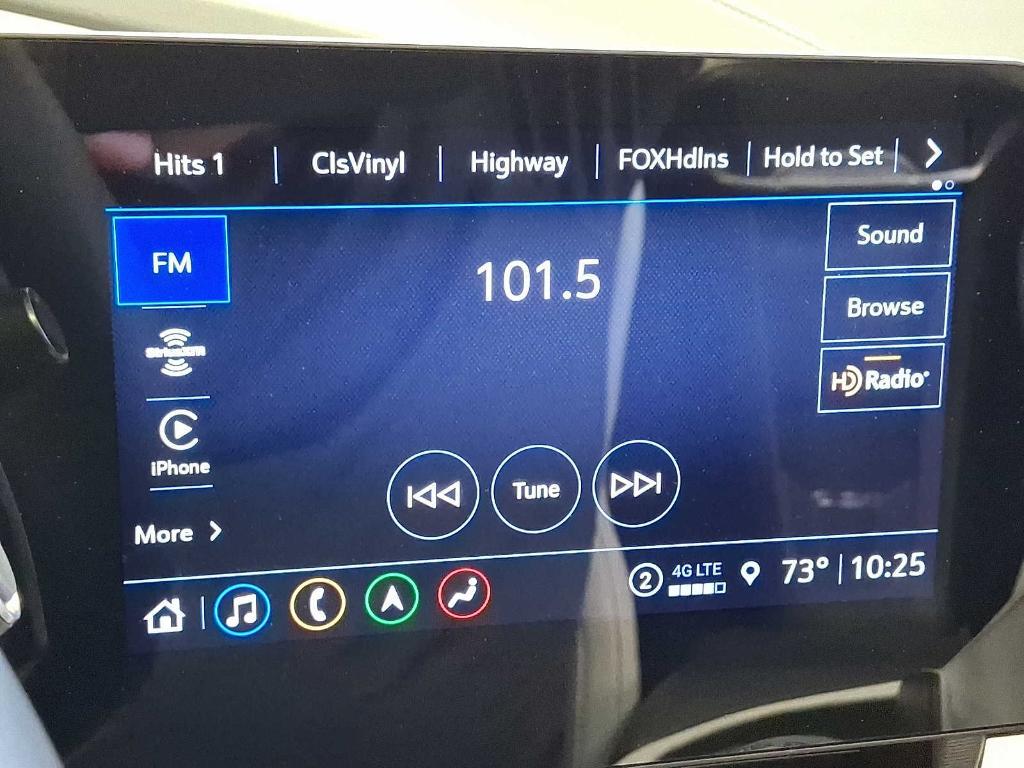 Hits 1 ClsVinyl Highway FOXHdlns Hold to Set
FM
101.5
Sound
Browse
SiriusXM
HD Radio
iPhone
Tune
More
2 4G LTE 73° 10:25